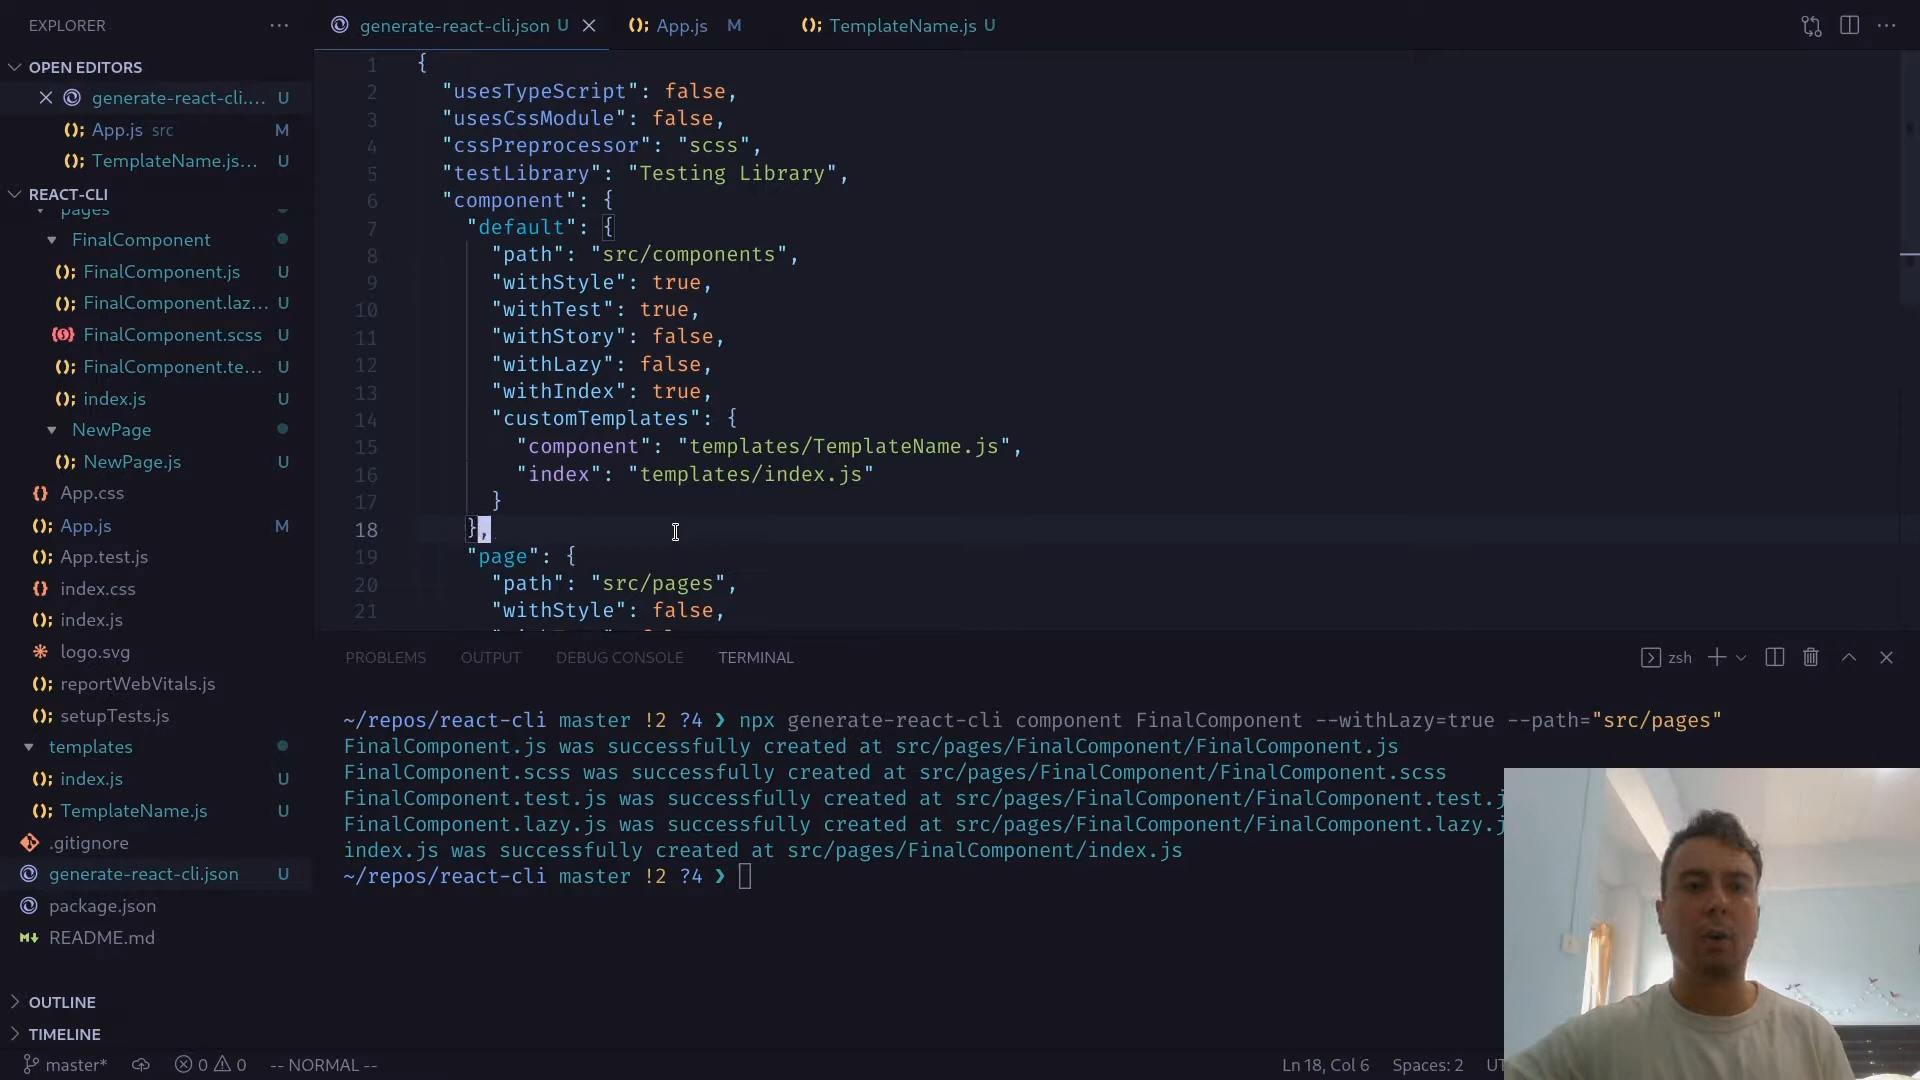 EXPLORER
OPEN EDITORS
generate-react-cli.... U
App.js src M
TemplateName.js... U
REACT-CLI
pages
FinalComponent
FinalComponent.js U
FinalComponent.laz... U
FinalComponent.scss U
FinalComponent.te... U
index.js U
NewPage
NewPage.js U
App.css
App.js M
App.test.js
index.css
index.js
logo.svg
reportWebVitals.js
setupTests.js
templates
index.js U
TemplateName.js U
.gitignore
generate-react-cli.json U
package.json
README.md
OUTLINE
TIMELINE
generate-react-cli.json U
App.js M
TemplateName.js U
1 {
2 "usesTypeScript": false,
3 "usesCssModule": false,
4 "cssPreprocessor": "scss",
5 "testLibrary": "Testing Library",
6 "component": {
7 "default": {
8 "path": "src/components",
9 "withStyle": true,
10 "withTest": true,
11 "withStory": false,
12 "withLazy": false,
13 "withIndex": true,
14 "customTemplates": {
15 "component": "templates/TemplateName.js",
16 "index": "templates/index.js"
17 }
18 },
19 "page": {
20 "path": "src/pages",
21 "withStyle": false,
PROBLEMS OUTPUT DEBUG CONSOLE TERMINAL
zsh
~/repos/react-cli master !2 ?4 ❯ npx generate-react-cli component FinalComponent --withLazy=true --path="src/pages"
FinalComponent.js was successfully created at src/pages/FinalComponent/FinalComponent.js
FinalComponent.scss was successfully created at src/pages/FinalComponent/FinalComponent.scss
FinalComponent.test.js was successfully created at src/pages/FinalComponent/FinalComponent.test.j
FinalComponent.lazy.js was successfully created at src/pages/FinalComponent/FinalComponent.lazy.j
index.js was successfully created at src/pages/FinalComponent/index.js
~/repos/react-cli master !2 ?4 ❯
master* 0 0 -- NORMAL -- Ln 18, Col 6 Spaces: 2 UT